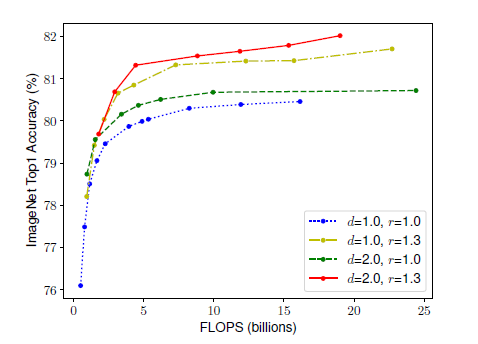 82
81
80
79
78
77
76
ImageNet Top1 Accuracy (%)
0 5 10 15 20 25
FLOPS (billions)
d=1.0, r=1.0
d=1.0, r=1.3
d=2.0, r=1.0
d=2.0, r=1.3